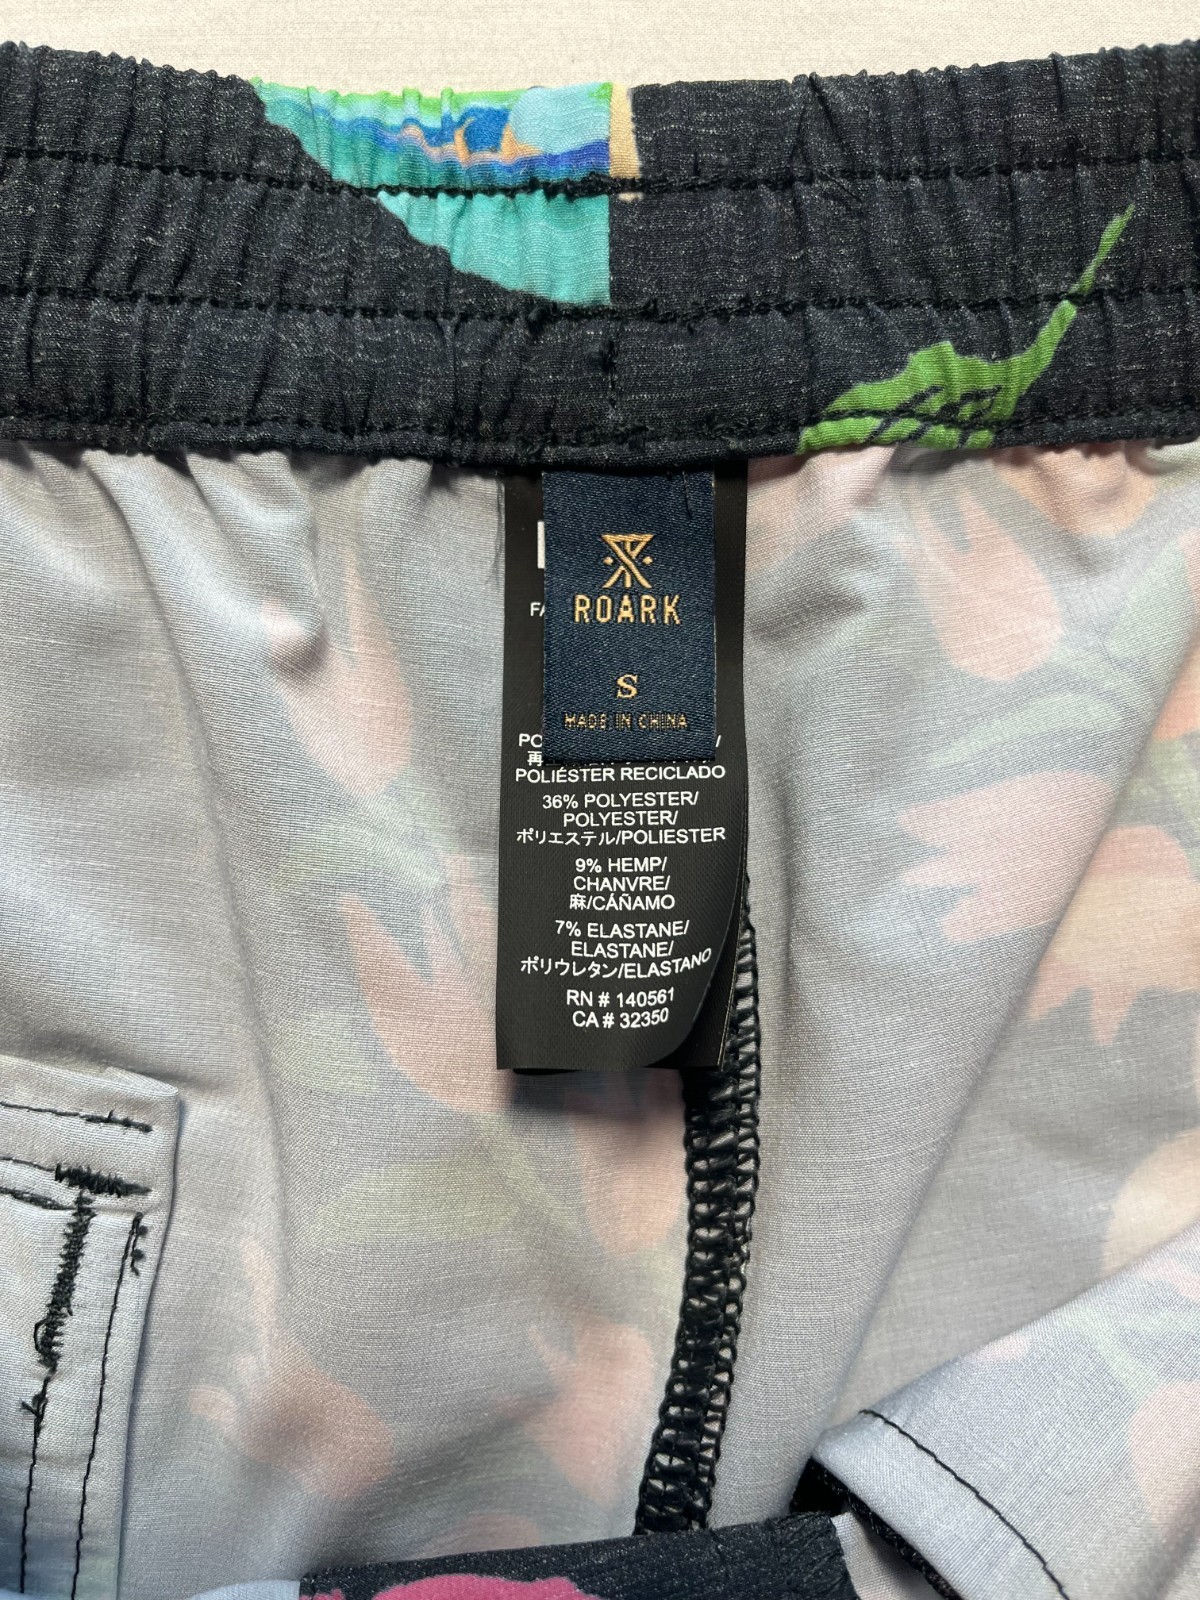 ROARK
S
MADE IN CHINA
POLIÉSTER RECICLADO
36% POLYESTER/
POLYESTER/
ポリエステル/POLIESTER
9% HEMP/
CHANVRE/
麻/CÁÑAMO
7% ELASTANE/
ELASTANE/
ポリウレタン/ELASTANO
RN # 140561
CA # 32350